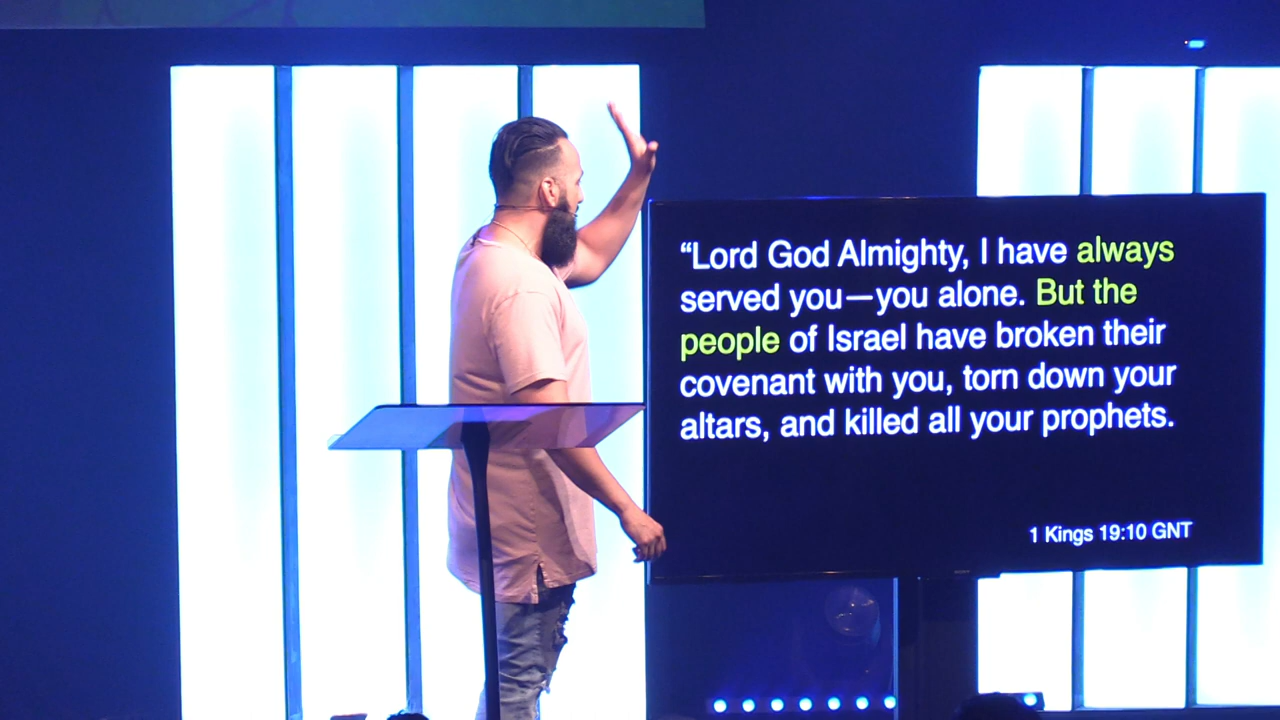 “Lord God Almighty, I have always
served you—you alone. But the
people of Israel have broken their
covenant with you, torn down your
altars, and killed all your prophets.
1 Kings 19:10 GNT